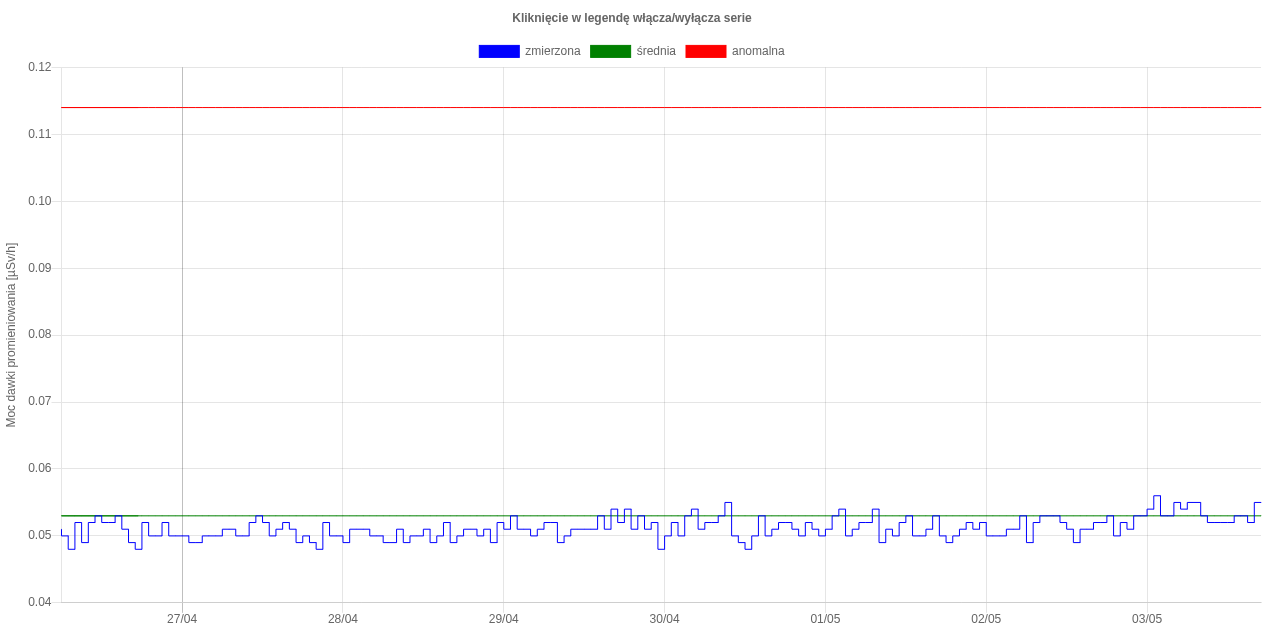 Kliknięcie w legendę włącza/wyłącza serie
zmierzona średnia anomalna
Moc dawki promieniowania [µSv/h]
0.12
0.11
0.10
0.09
0.08
0.07
0.06
0.05
0.04
27/04 28/04 29/04 30/04 01/05 02/05 03/05